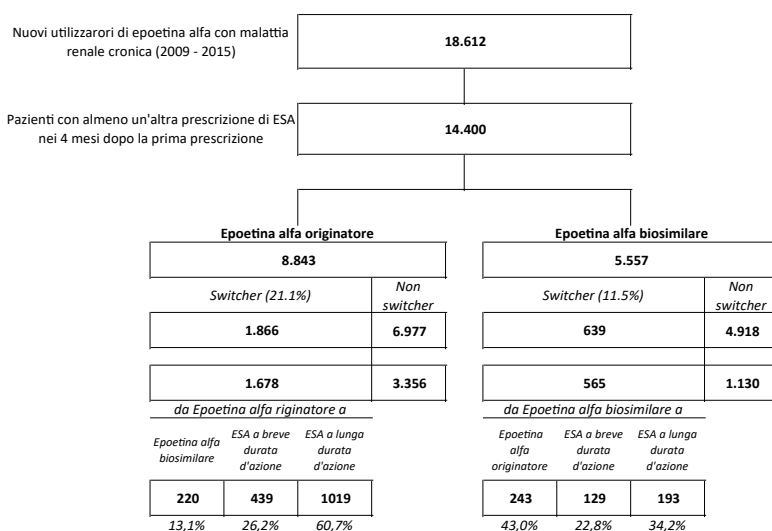 Nuovi utilizzarori di epoetina alfa con malattia
renale cronica (2009 - 2015)
18.612
Pazienti con almeno un'altra prescrizione di ESA
nei 4 mesi dopo la prima prescrizione
14.400
Epoetina alfa originatore
8.843
Switcher (21.1%)
Non
switcher
1.866
6.977
1.678
3.356
da Epoetina alfa riginatore a
Epoetina alfa
biosimilare
ESA a breve
durata
d'azione
ESA a lunga
durata
d'azione
220
439
1019
13,1%
26,2%
60,7%
Epoetina alfa biosimilare
5.557
Switcher (11.5%)
Non
switcher
639
4.918
565
1.130
da Epoetina alfa biosimilare a
Epoetina
alfa
originatore
ESA a breve
durata
d'azione
ESA a lunga
durata
d'azione
243
129
193
43,0%
22,8%
34,2%